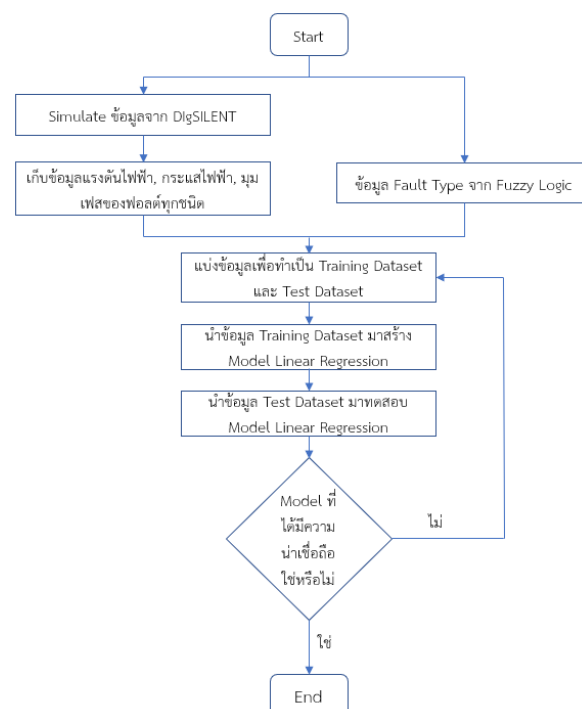 Start
Simulate ข้อมูลจาก DIgSILENT
เก็บข้อมูลแรงดันไฟฟ้า, กระแสไฟฟ้า, มุม
เฟสของฟอลต์ทุกชนิด
ข้อมูล Fault Type จาก Fuzzy Logic
แบ่งข้อมูลเพื่อทำเป็น Training Dataset
และ Test Dataset
นำข้อมูล Training Dataset มาสร้าง
Model Linear Regression
นำข้อมูล Test Dataset มาทดสอบ
Model Linear Regression
Model ที่
ได้มีความ
น่าเชื่อถือ
ใช่หรือไม่
ไม่
ใช่
End